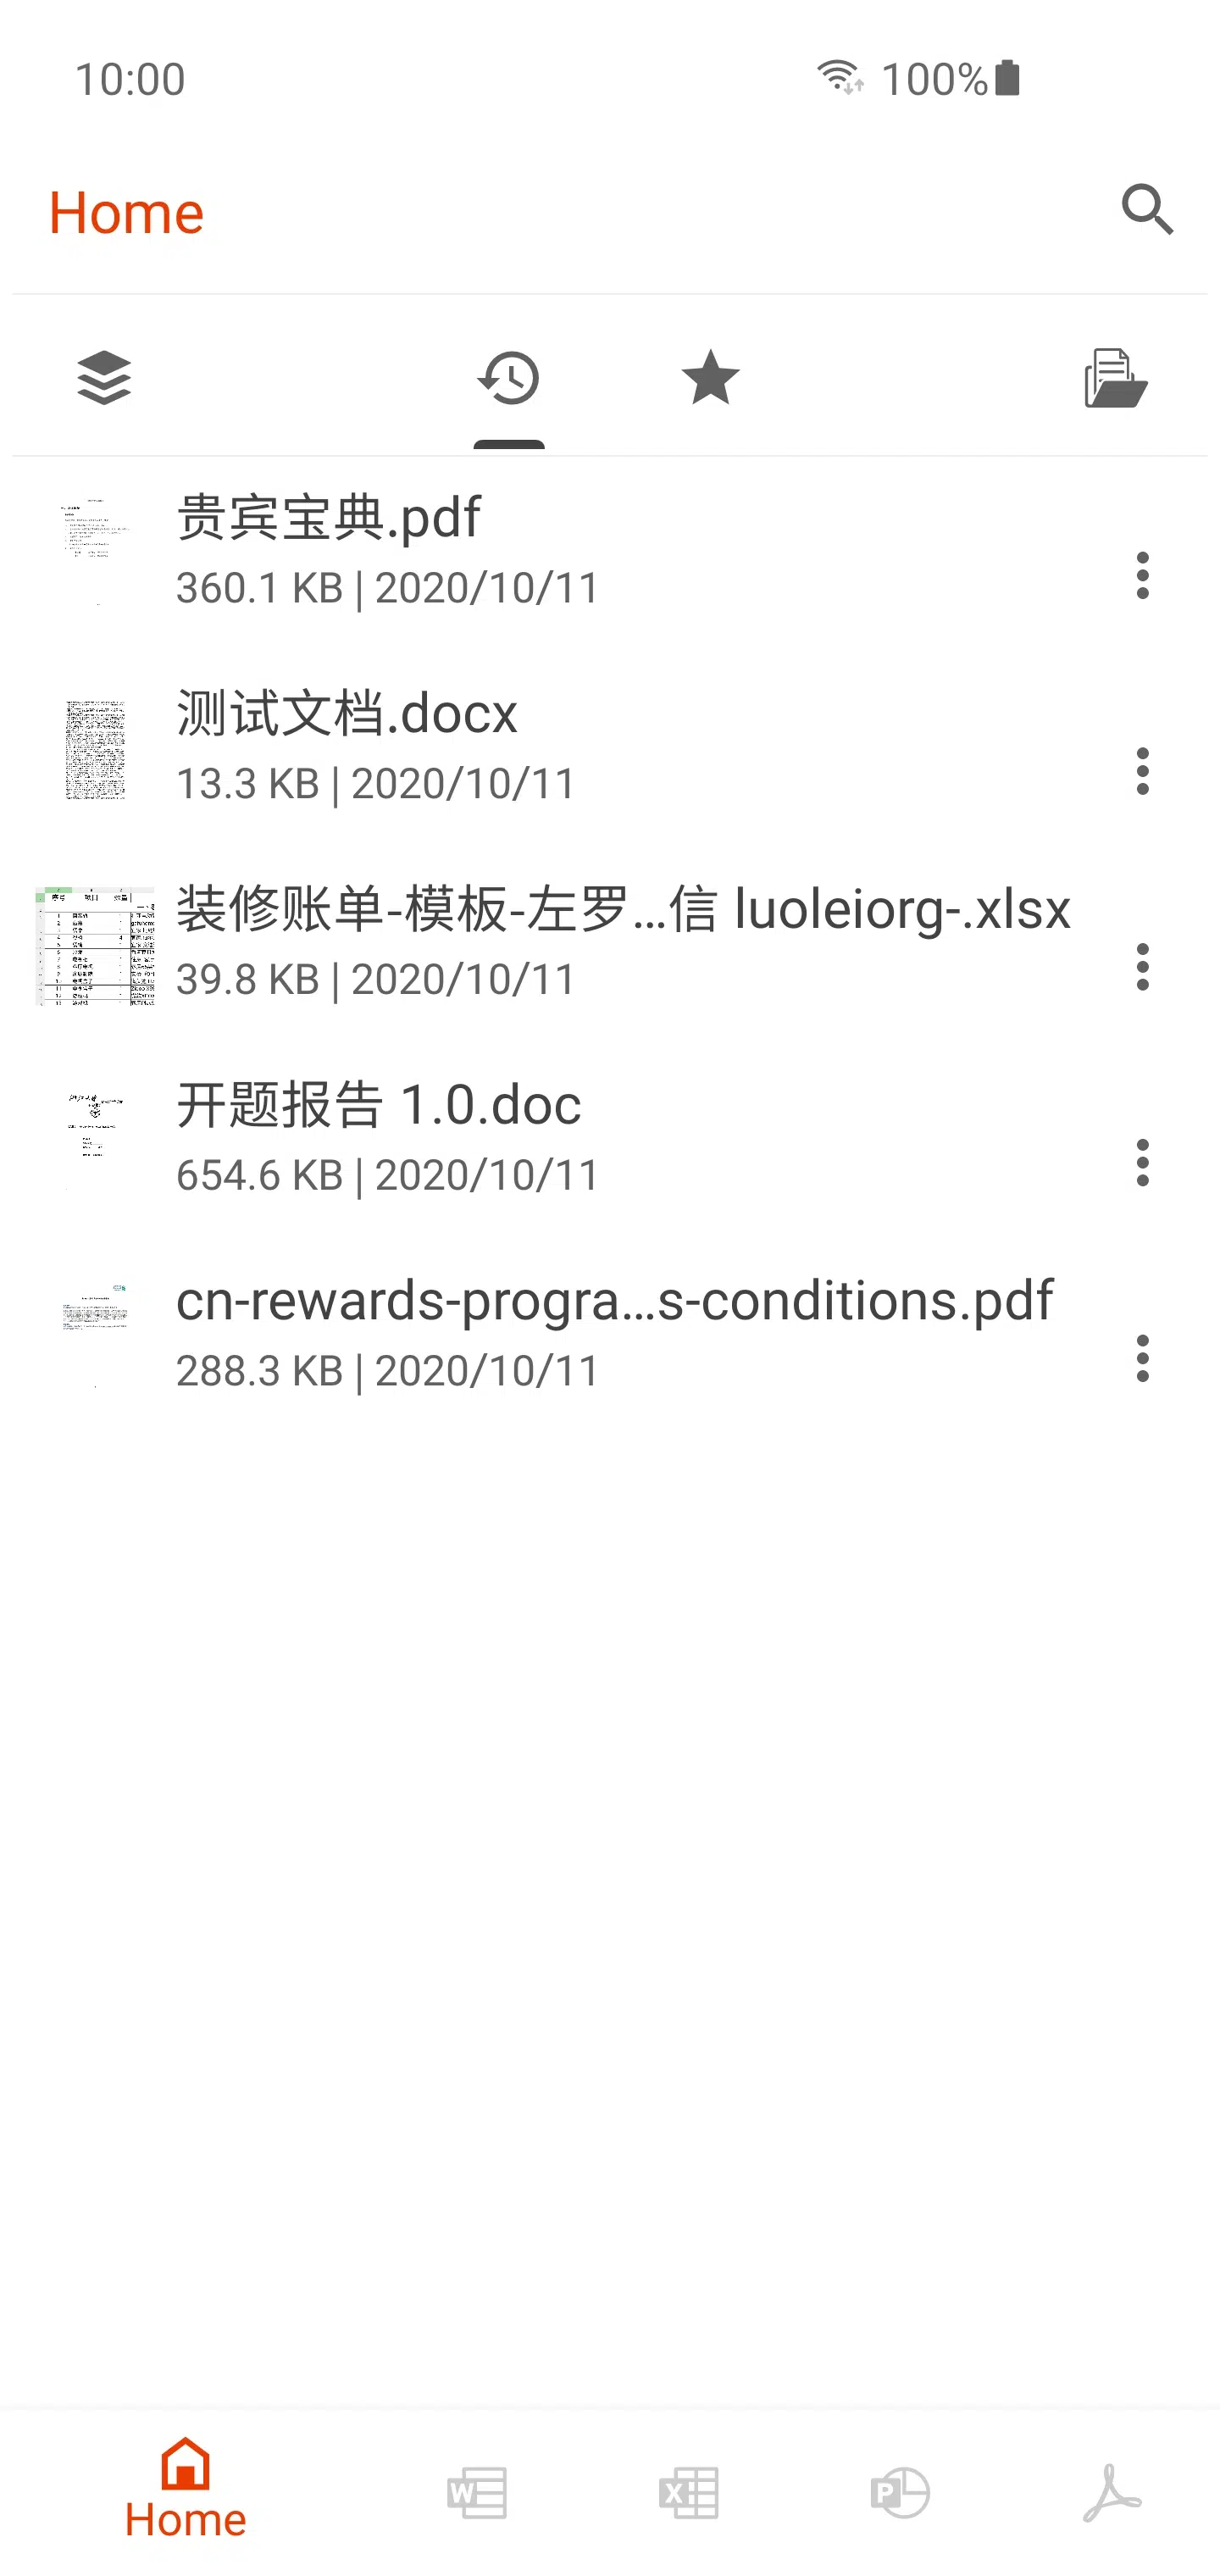 10:00
100%
Home
贵宾宝典.pdf
360.1 KB | 2020/10/11
测试文档.docx
13.3 KB | 2020/10/11
装修账单-模板-左罗...信 luoleiorg-.xlsx
39.8 KB | 2020/10/11
开题报告 1.0.doc
654.6 KB | 2020/10/11
cn-rewards-progra...s-conditions.pdf
288.3 KB | 2020/10/11
W
X
P
Home